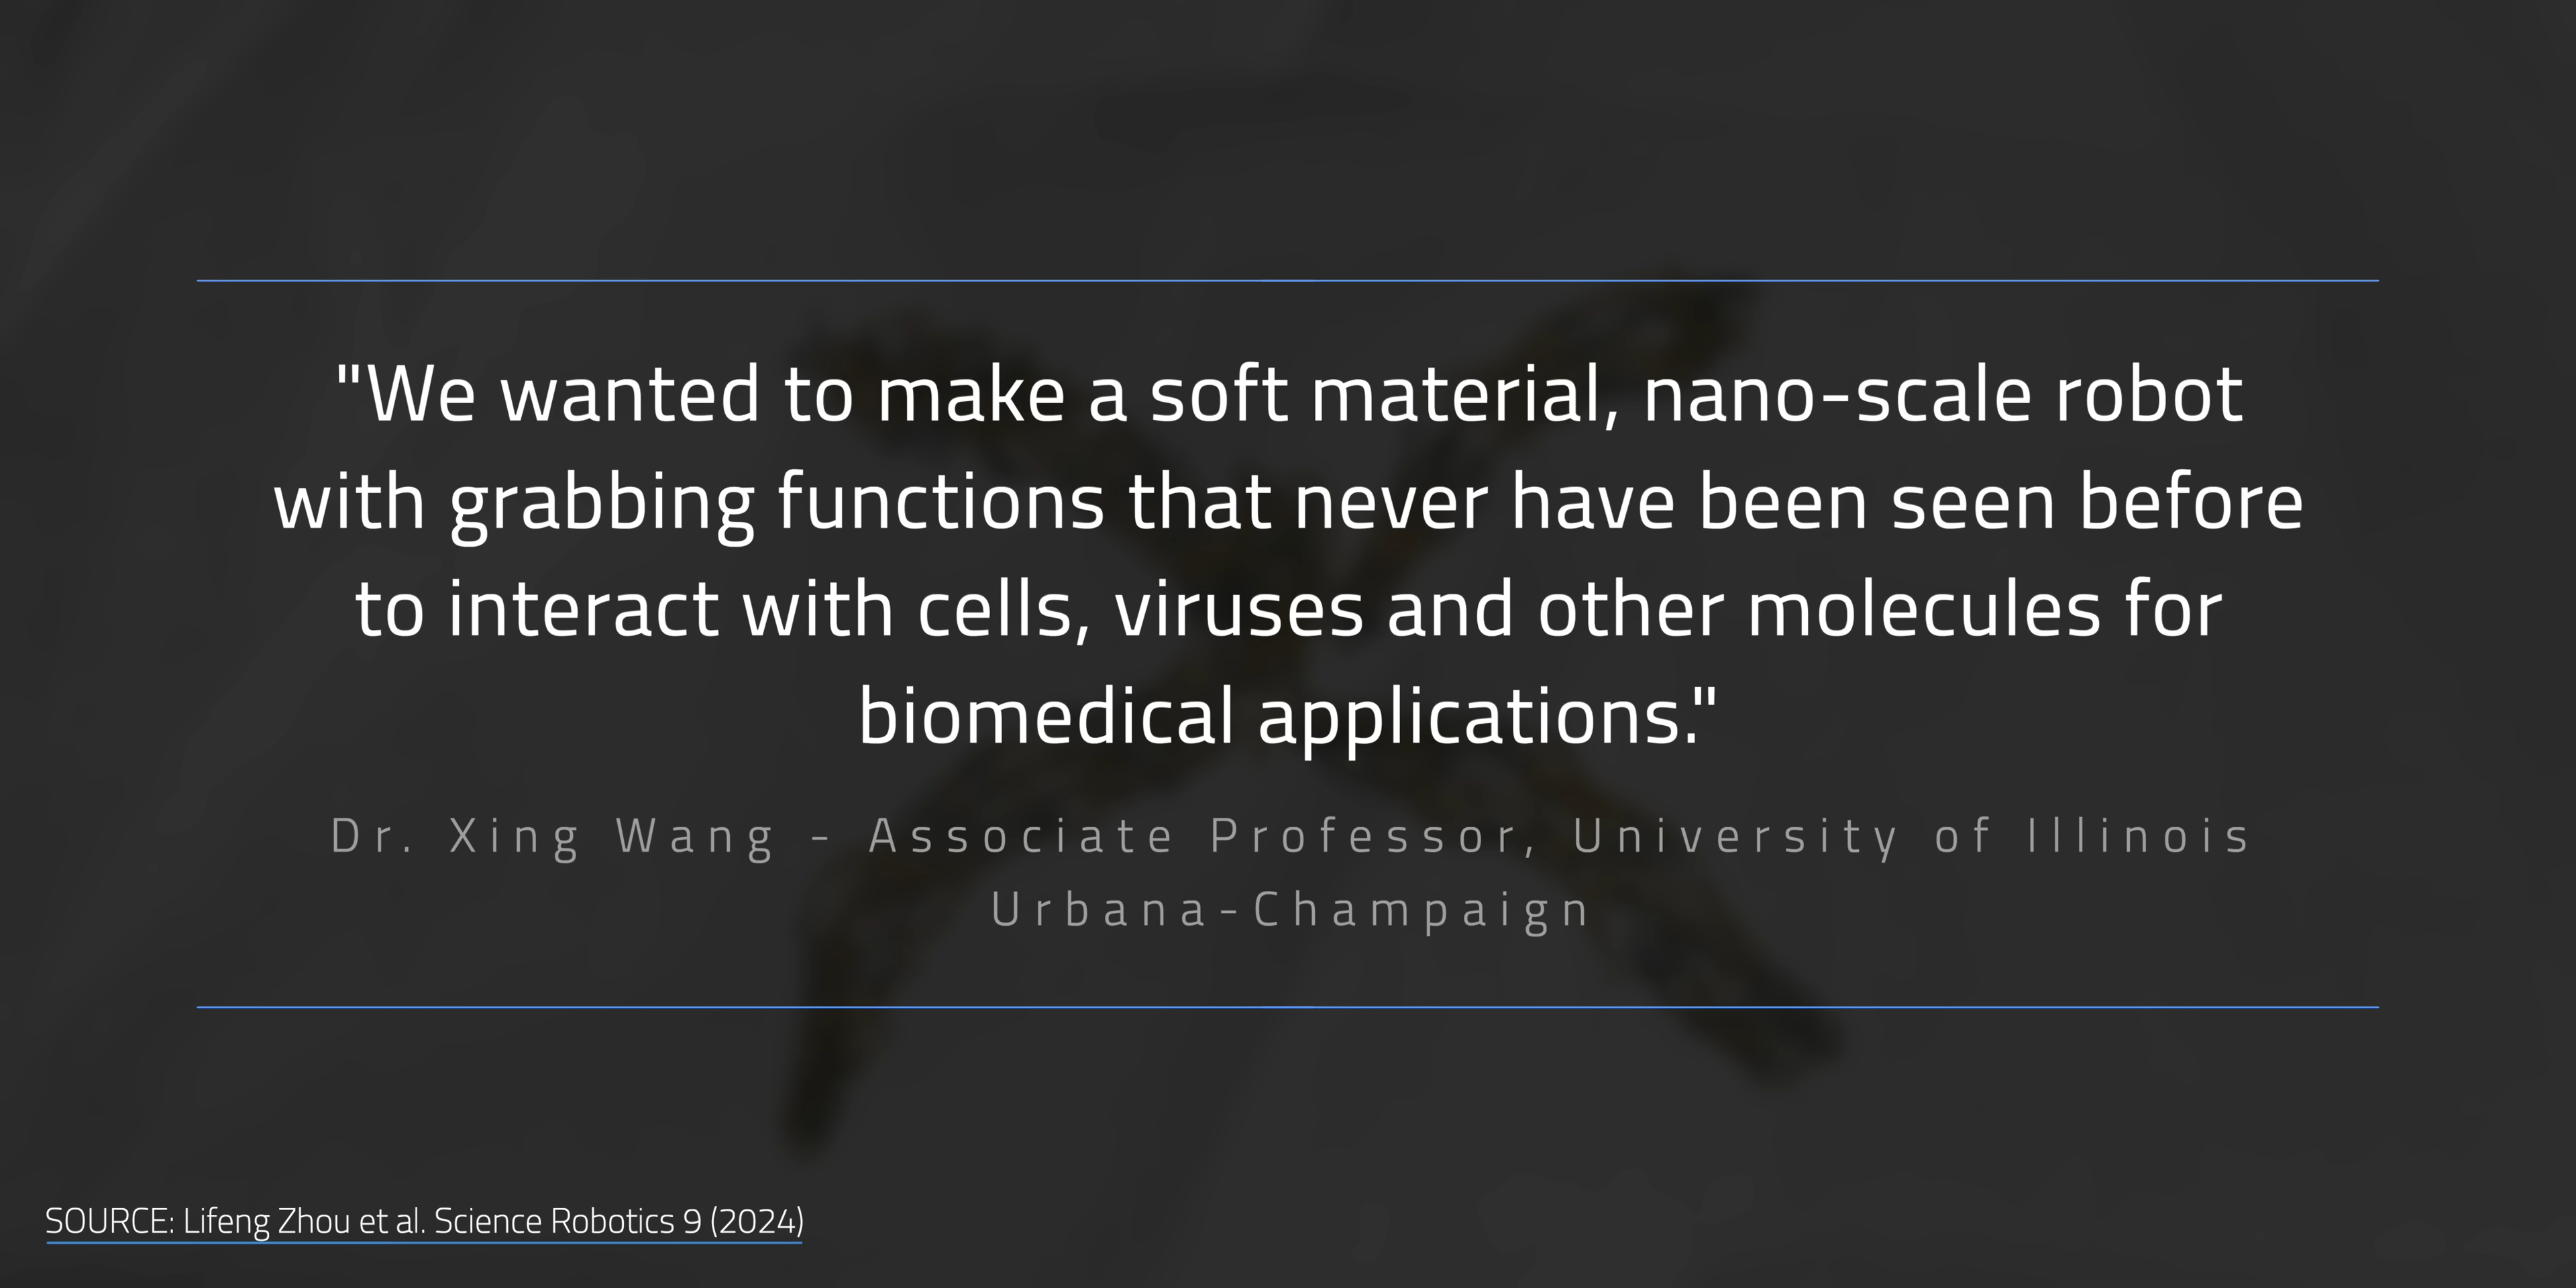 "We wanted to make a soft material, nano-scale robot
with grabbing functions that never have been seen before
to interact with cells, viruses and other molecules for
biomedical applications."
Dr. Xing Wang - Associate Professor, University of Illinois
Urbana-Champaign
SOURCE: Lifeng Zhou et al. Science Robotics 9 (2024)